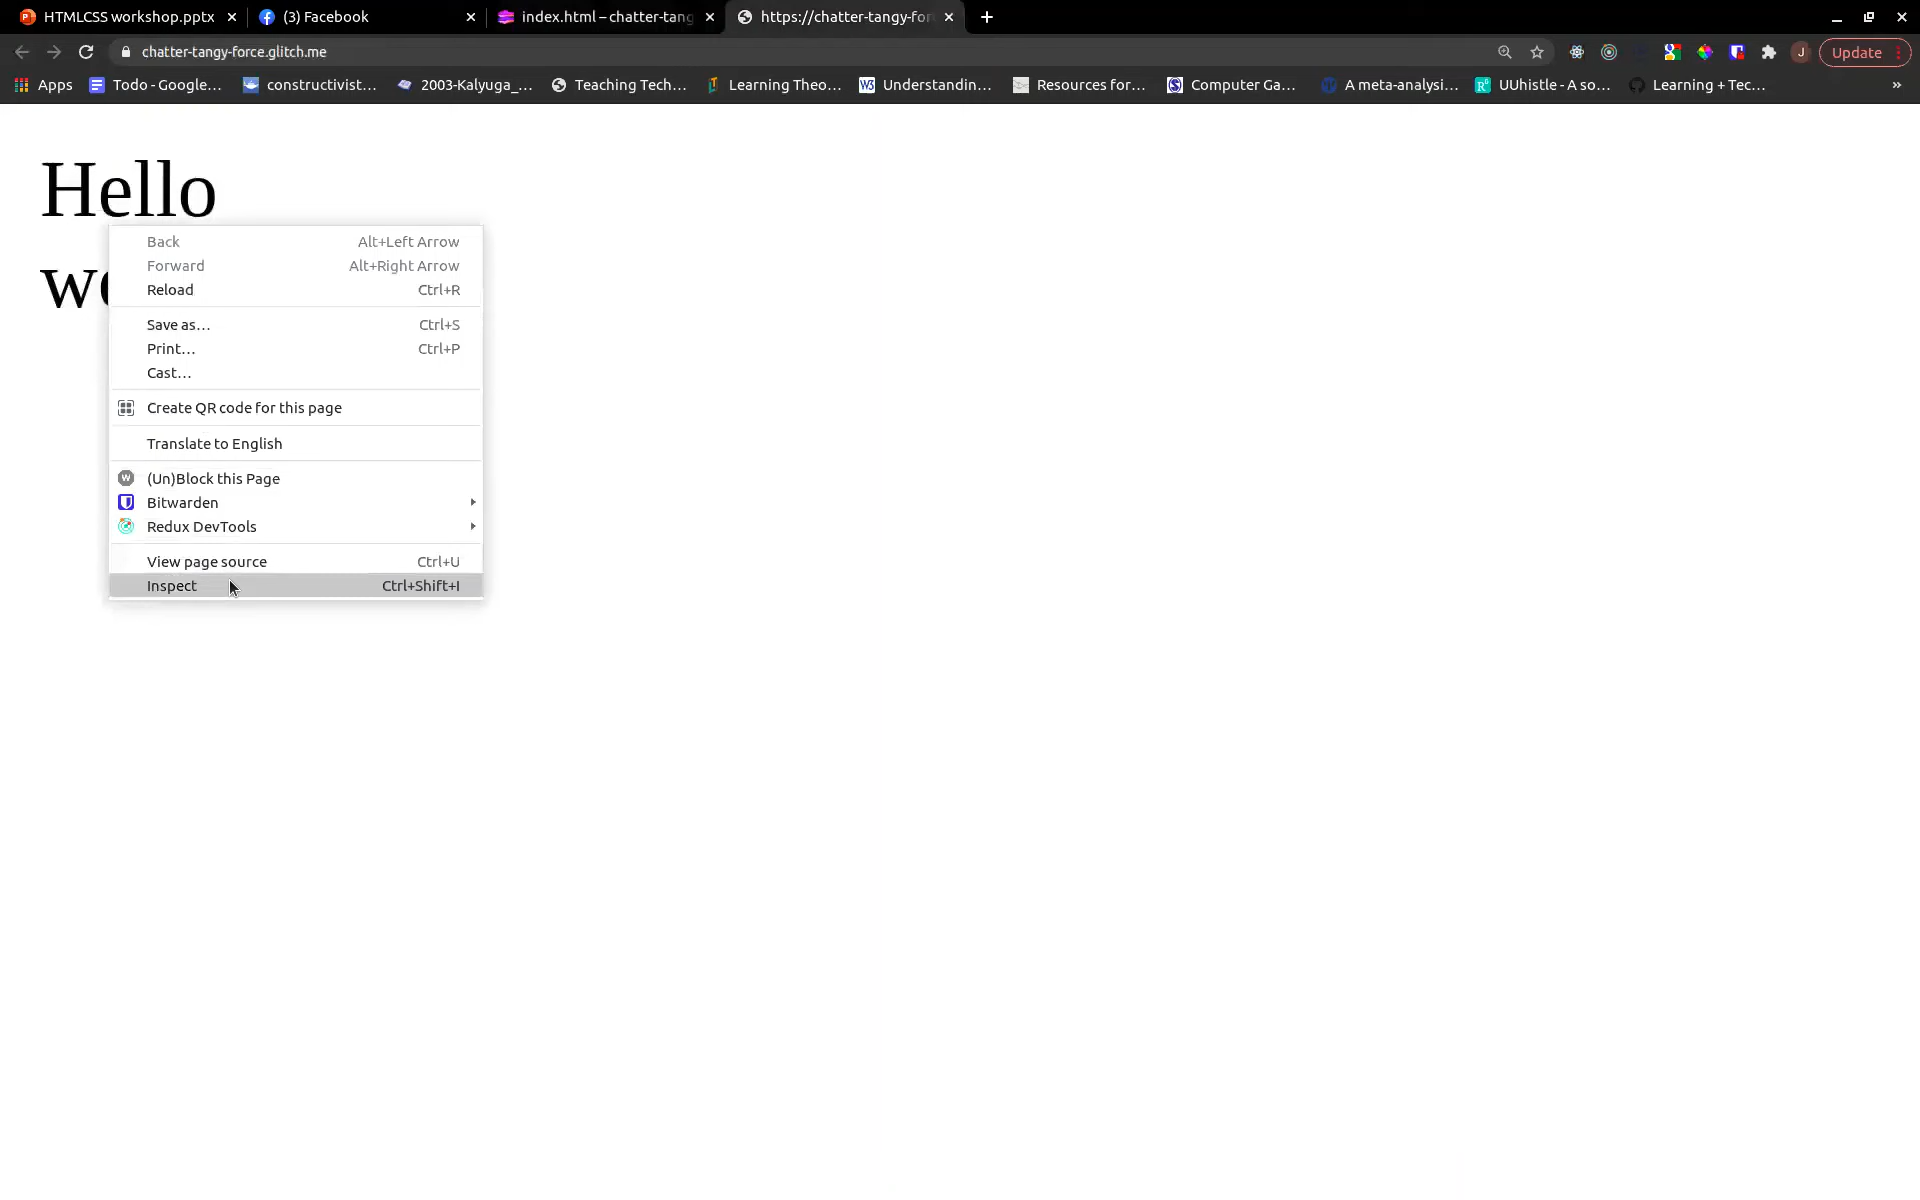 HTMLCSS workshop.pptx
(3) Facebook
index.html – chatter-tang
https://chatter-tangy-for
chatter-tangy-force.glitch.me
Update
Apps
Todo - Google...
constructivist...
2003-Kalyuga_...
Teaching Tech...
Learning Theo...
Understandin...
Resources for...
Computer Ga...
A meta-analysi...
UUhistle - A so...
Learning + Tec...
Hello
Back Alt+Left Arrow
Forward Alt+Right Arrow
Reload Ctrl+R
Save as... Ctrl+S
Print... Ctrl+P
Cast...
Create QR code for this page
Translate to English
(Un)Block this Page
Bitwarden
Redux DevTools
View page source Ctrl+U
Inspect Ctrl+Shift+I